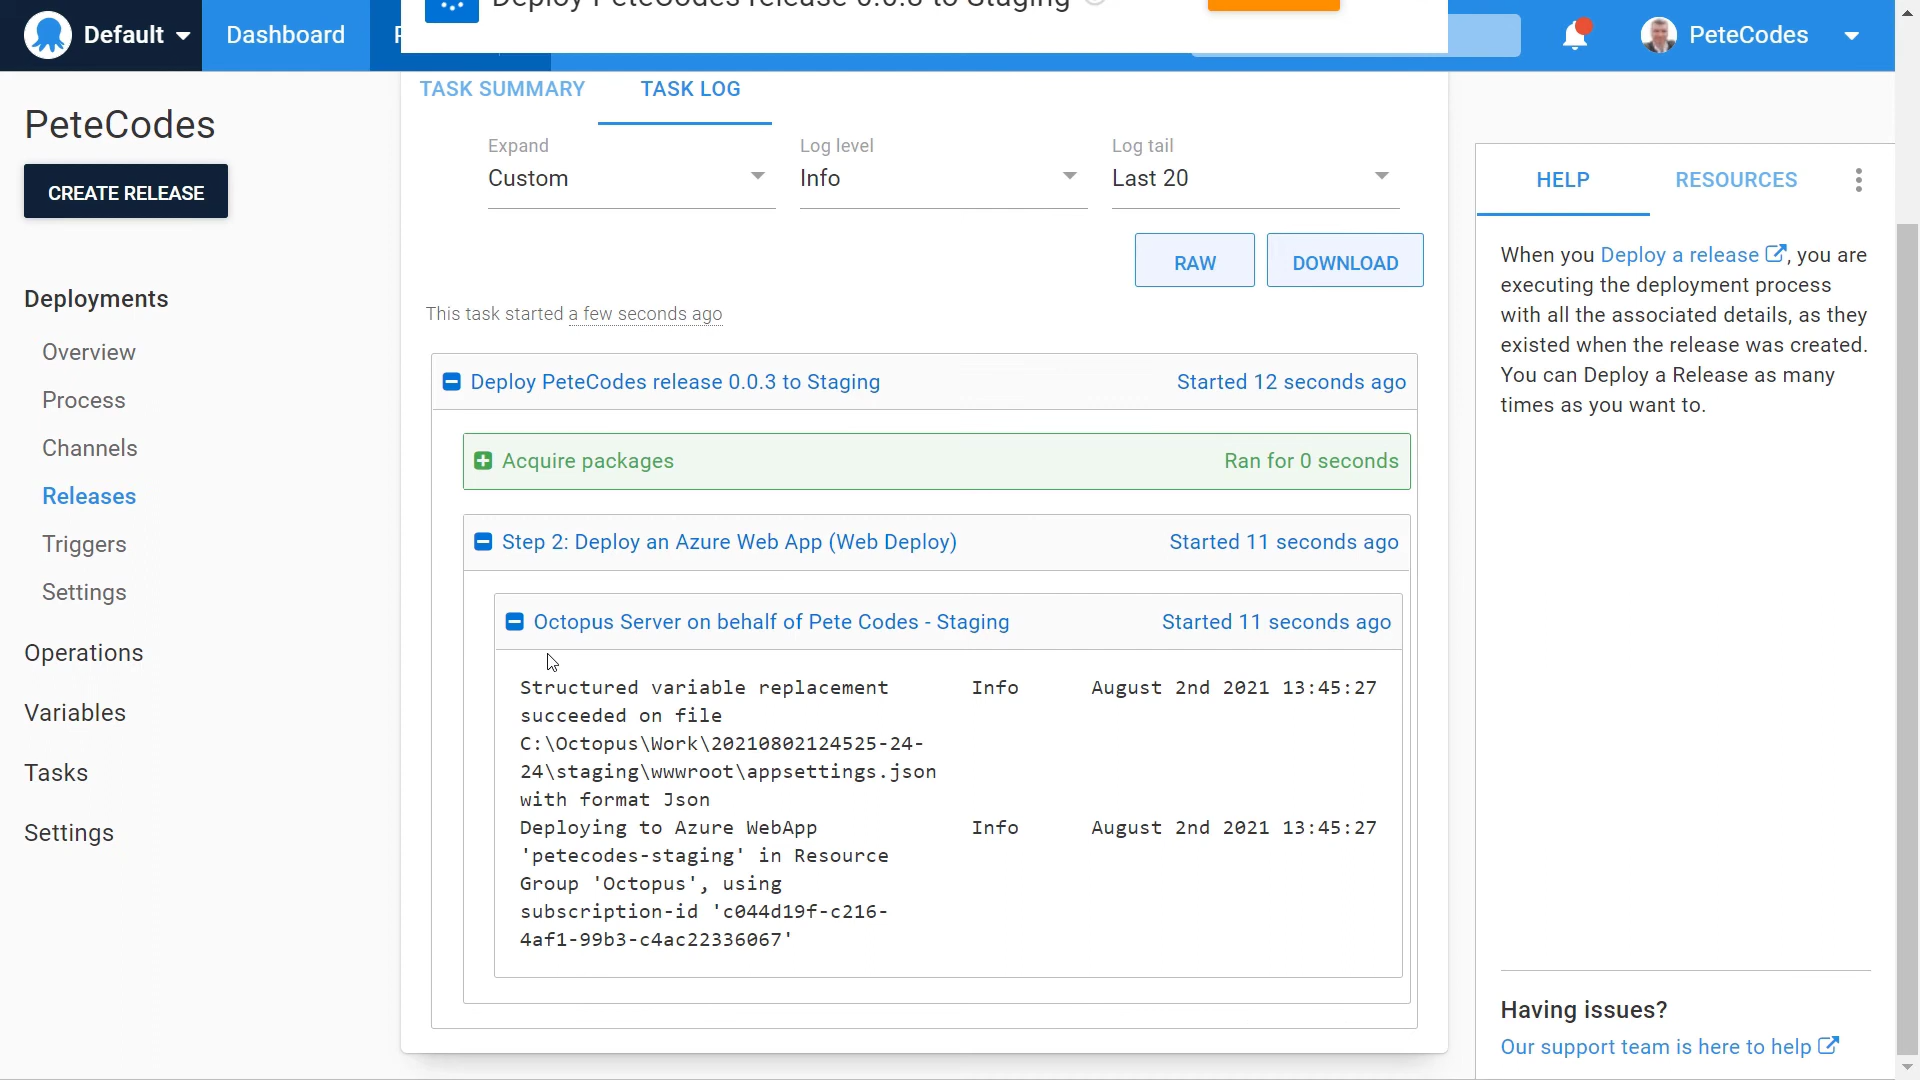 Default
Dashboard
Deploy PeteCodes release 0.0.3 to Staging
PeteCodes
PeteCodes
CREATE RELEASE
Deployments
Overview
Process
Channels
Releases
Triggers
Settings
Operations
Variables
Tasks
Settings
TASK SUMMARY
TASK LOG
Expand
Custom
Log level
Info
Log tail
Last 20
RAW
DOWNLOAD
This task started a few seconds ago
Deploy PeteCodes release 0.0.3 to Staging
Started 12 seconds ago
Acquire packages
Ran for 0 seconds
Step 2: Deploy an Azure Web App (Web Deploy)
Started 11 seconds ago
Octopus Server on behalf of Pete Codes - Staging
Started 11 seconds ago
Structured variable replacement Info August 2nd 2021 13:45:27
succeeded on file
C:\Octopus\Work\20210802124525-24-
24\staging\wwwroot\appsettings.json
with format Json
Deploying to Azure WebApp Info August 2nd 2021 13:45:27
'petecodes-staging' in Resource
Group 'Octopus', using
subscription-id 'c044d19f-c216-
4af1-99b3-c4ac22336067'
HELP
RESOURCES
When you Deploy a release, you are
executing the deployment process
with all the associated details, as they
existed when the release was created.
You can Deploy a Release as many
times as you want to.
Having issues?
Our support team is here to help